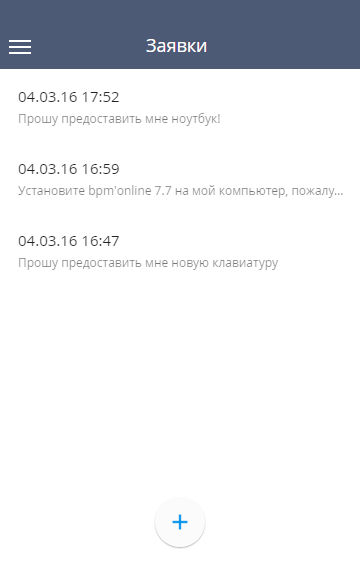 Заявки
04.03.16 17:52
Прошу предоставить мне ноутбук!
04.03.16 16:59
Установите bpm'online 7.7 на мой компьютер, пожалу...
04.03.16 16:47
Прошу предоставить мне новую клавиатуру